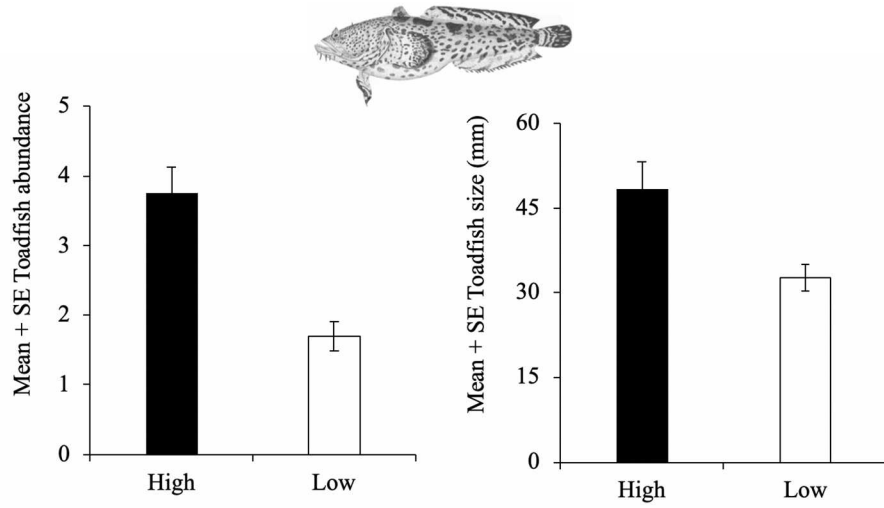 Mean + SE Toadfish abundance
5
4
3
2
1
0
High Low
Mean + SE Toadfish size (mm)
60
45
30
15
0
High Low